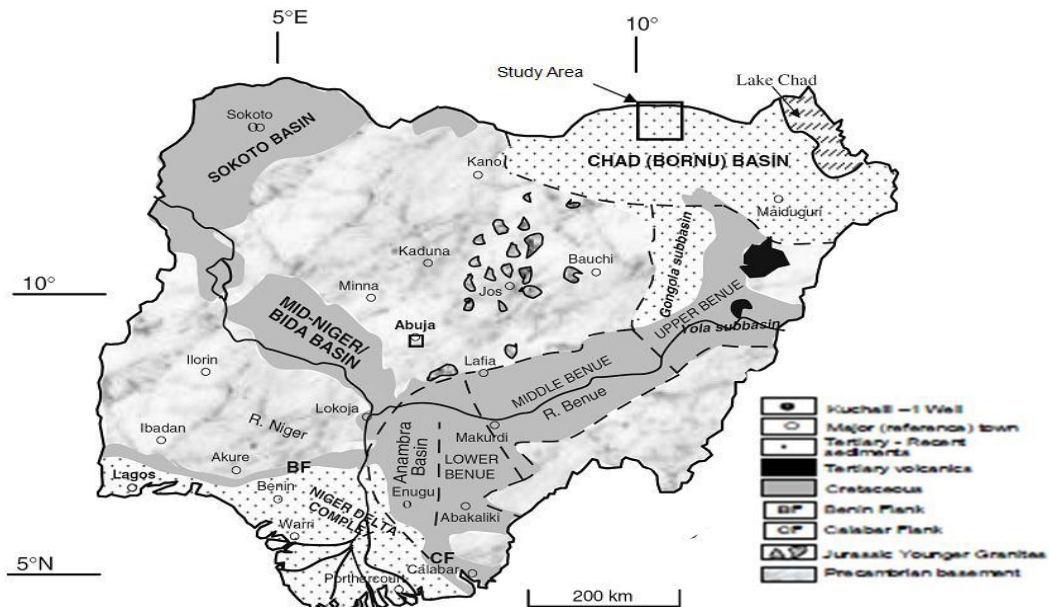 5°E
10°
Study Area
Lake Chad
Sokoto
SOKOTO BASIN
Kano
CHAD (BORNU) BASIN
Maiduguri
Kaduna
Bauchi
Gongola subbasin
10°
Minna
Jos
UPPER BENUE
Yola subbasin
MID-NIGER/
BIDA BASIN
Abuja
Ilorin
Lafia
MIDDLE BENUE
R. Benue
Lokoja
R. Niger
Ibadan
Makurdi
Akure
BF
Anambra
Basin
LOWER
BENUE
Lagos
Benin
Enugu
NIGER DELTA
COMPLE
Abakaliki
Warri
CF
5°N
Calabar
Porthercourt
200 km
Kuchalli –1 Well
Major (reference) town
Tertiary - Recent
sediments
Tertiary volcanics
Cretaceous
BF Benin Flank
CF Calabar Flank
Jurassic Younger Granites
Precambrian basement